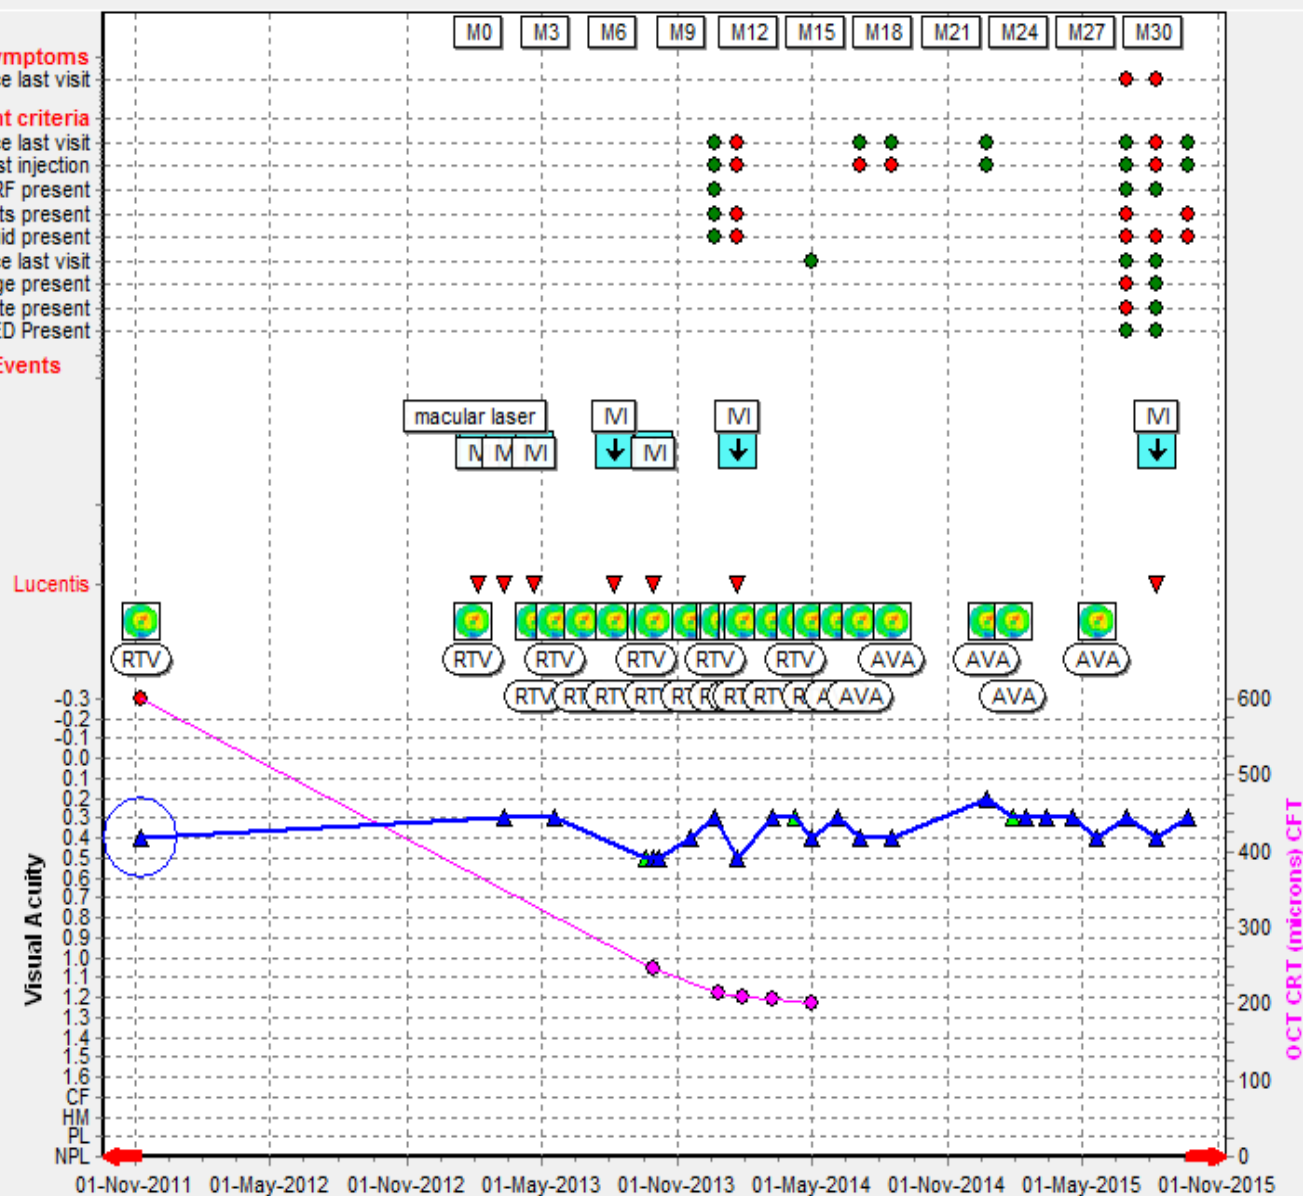 M0 M3 M6 M9 M12 M15 M18 M21 M24 M27 M30
ymptoms
ce last visit
nt criteria
ce last visit
st injection
RF present
ts present
id present
ce last visit
ge present
te present
ED Present
Events
macular laser IVI IVI IVI
IVI IVI
Lucentis
RTV RTV RTV RTV RTV RTV AVA AVA AVA
RTV AVA AVA
-0.3 600
-0.2
-0.1
0.0
0.1 500
0.2
0.3
0.4 400
0.5
0.6
0.7
0.8 300
0.9
1.0
1.1
1.2 200
1.3
1.4
1.5
1.6 100
CF
HM
PL
NPL 0
Visual Acuity
OCT CRT (microns) CFT
01-Nov-2011 01-May-2012 01-Nov-2012 01-May-2013 01-Nov-2013 01-May-2014 01-Nov-2014 01-May-2015 01-Nov-2015